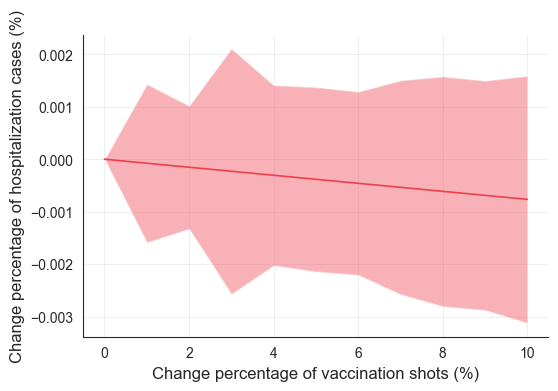 Change percentage of hospitalization cases (%)
0.002
0.001
0.000
−0.001
−0.002
−0.003
0 2 4 6 8 10
Change percentage of vaccination shots (%)